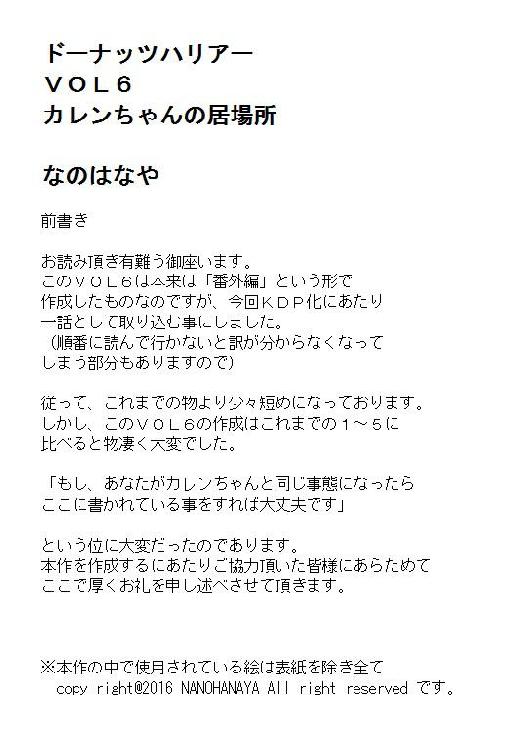 ドーナッツハリアー
ＶＯＬ６
カレンちゃんの居場所
なのはなや
前書き
お読み頂き有難う御座います。
このＶＯＬ６は本来は「番外編」という形で
作成したものなのですが、今回ＫＤＰ化にあたり
一話として取り込む事にしました。
（順番に読んで行かないと訳が分からなくなって
しまう部分もありますので）
従って、これまでの物より少々短めになっております。
しかし、このＶＯＬ６の作成はこれまでの１～５に
比べると物凄く大変でした。
「もし、あなたがカレンちゃんと同じ事態になったら
ここに書かれている事をすれば大丈夫です」
という位に大変だったのであります。
本作を作成するにあたりご協力頂いた皆様にあらためて
ここで厚くお礼を申し述べさせて頂きます。
※本作の中で使用されている絵は表紙を除き全て
copy right@2016 NANOHANAYA All right reserved です。